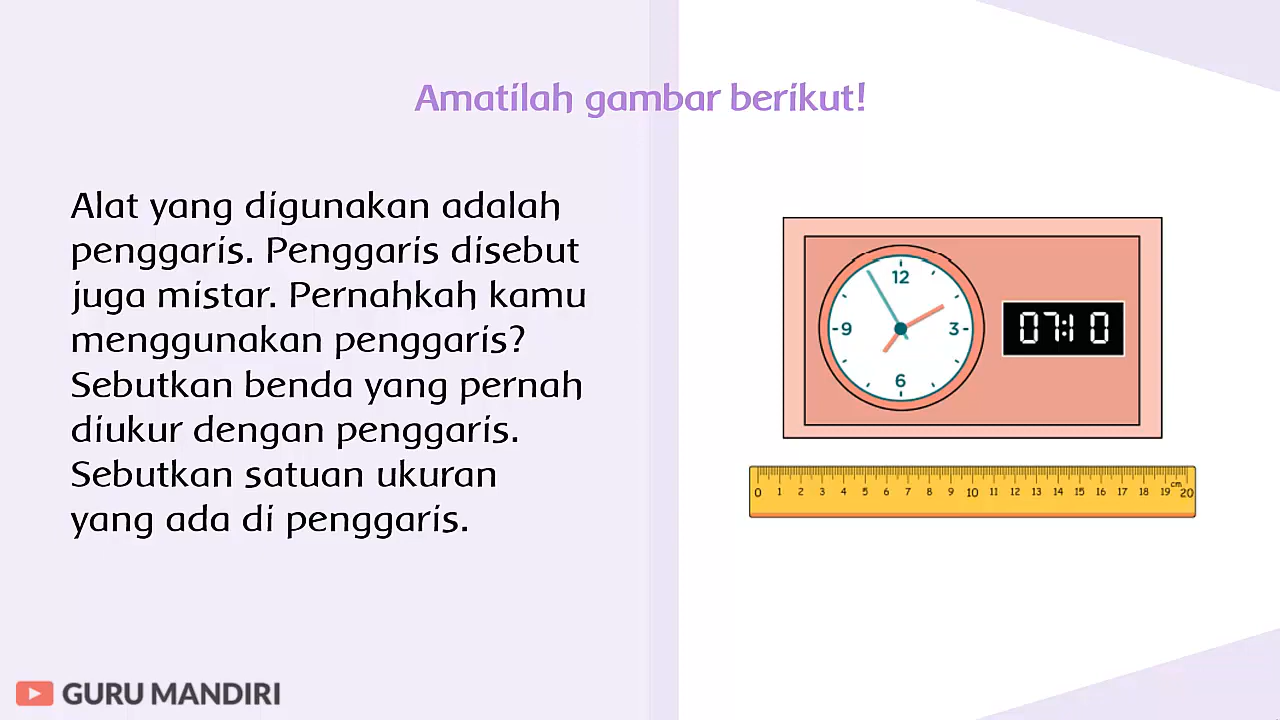 Amatilah gambar berikut!
Alat yang digunakan adalah
penggaris. Penggaris disebut
juga mistar. Pernahkah kamu
menggunakan penggaris?
Sebutkan benda yang pernah
diukur dengan penggaris.
Sebutkan satuan ukuran
yang ada di penggaris.
12
9
3
6
07:10
cm
0 1 2 3 4 5 6 7 8 9 10 11 12 13 14 15 16 17 18 19 20
GURU MANDIRI